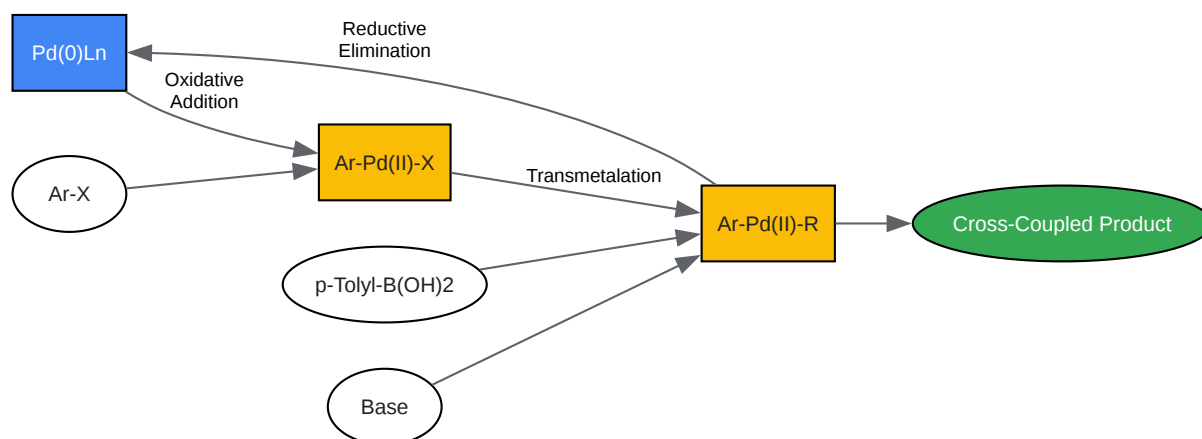 Reductive
Elimination
Pd(0)Ln
Oxidative
Addition
Ar-Pd(II)-X
Ar-X
Transmetalation
Ar-Pd(II)-R
Cross-Coupled Product
p-Tolyl-B(OH)2
Base